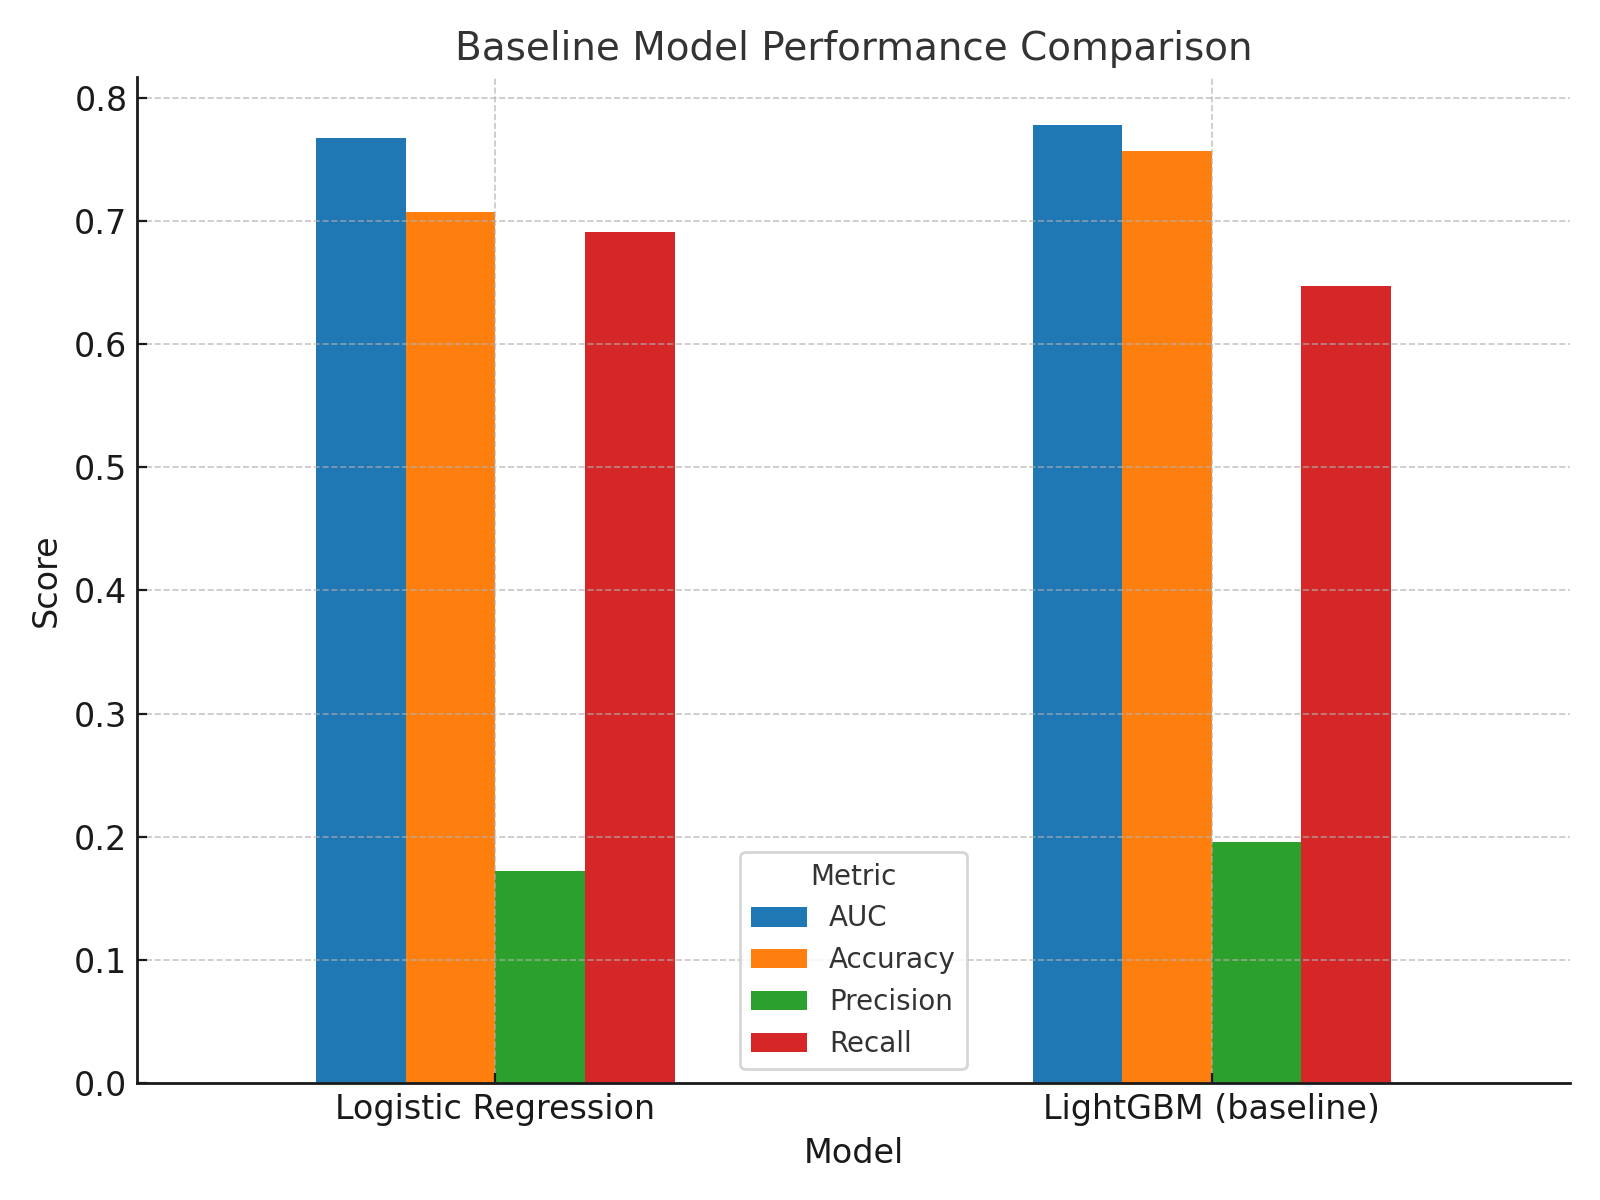 Baseline Model Performance Comparison
0.8
0.7
0.6
0.5
0.4
0.3
0.2
0.1
0.0
Score
Metric
AUC
Accuracy
Precision
Recall
Logistic Regression
LightGBM (baseline)
Model